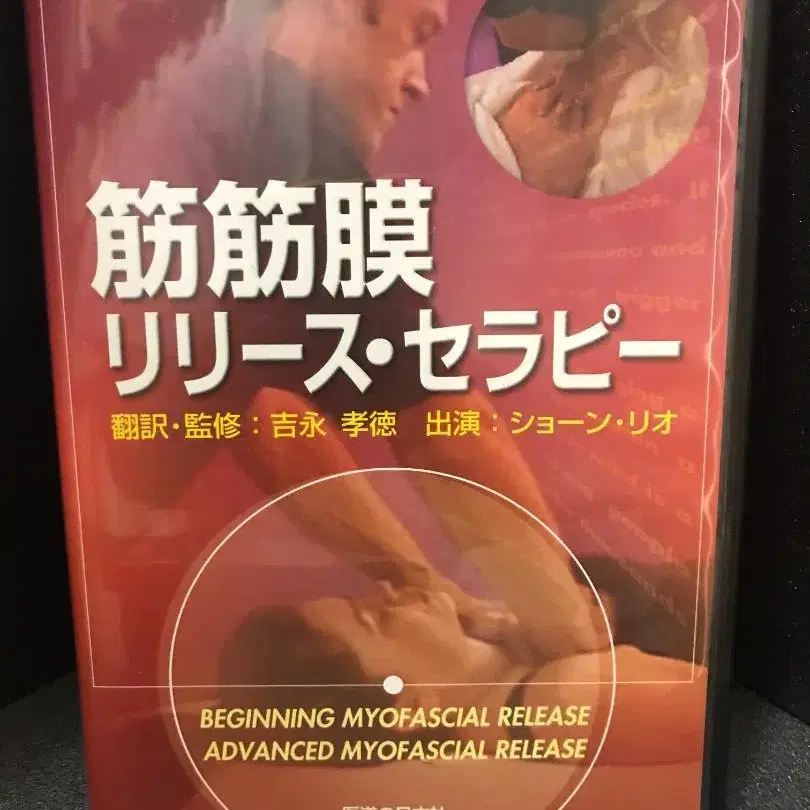 筋筋膜
リリース・セラピー
翻訳・監修：吉永 孝徳　出演：ショーン・リオ
BEGINNING MYOFASCIAL RELEASE
ADVANCED MYOFASCIAL RELEASE